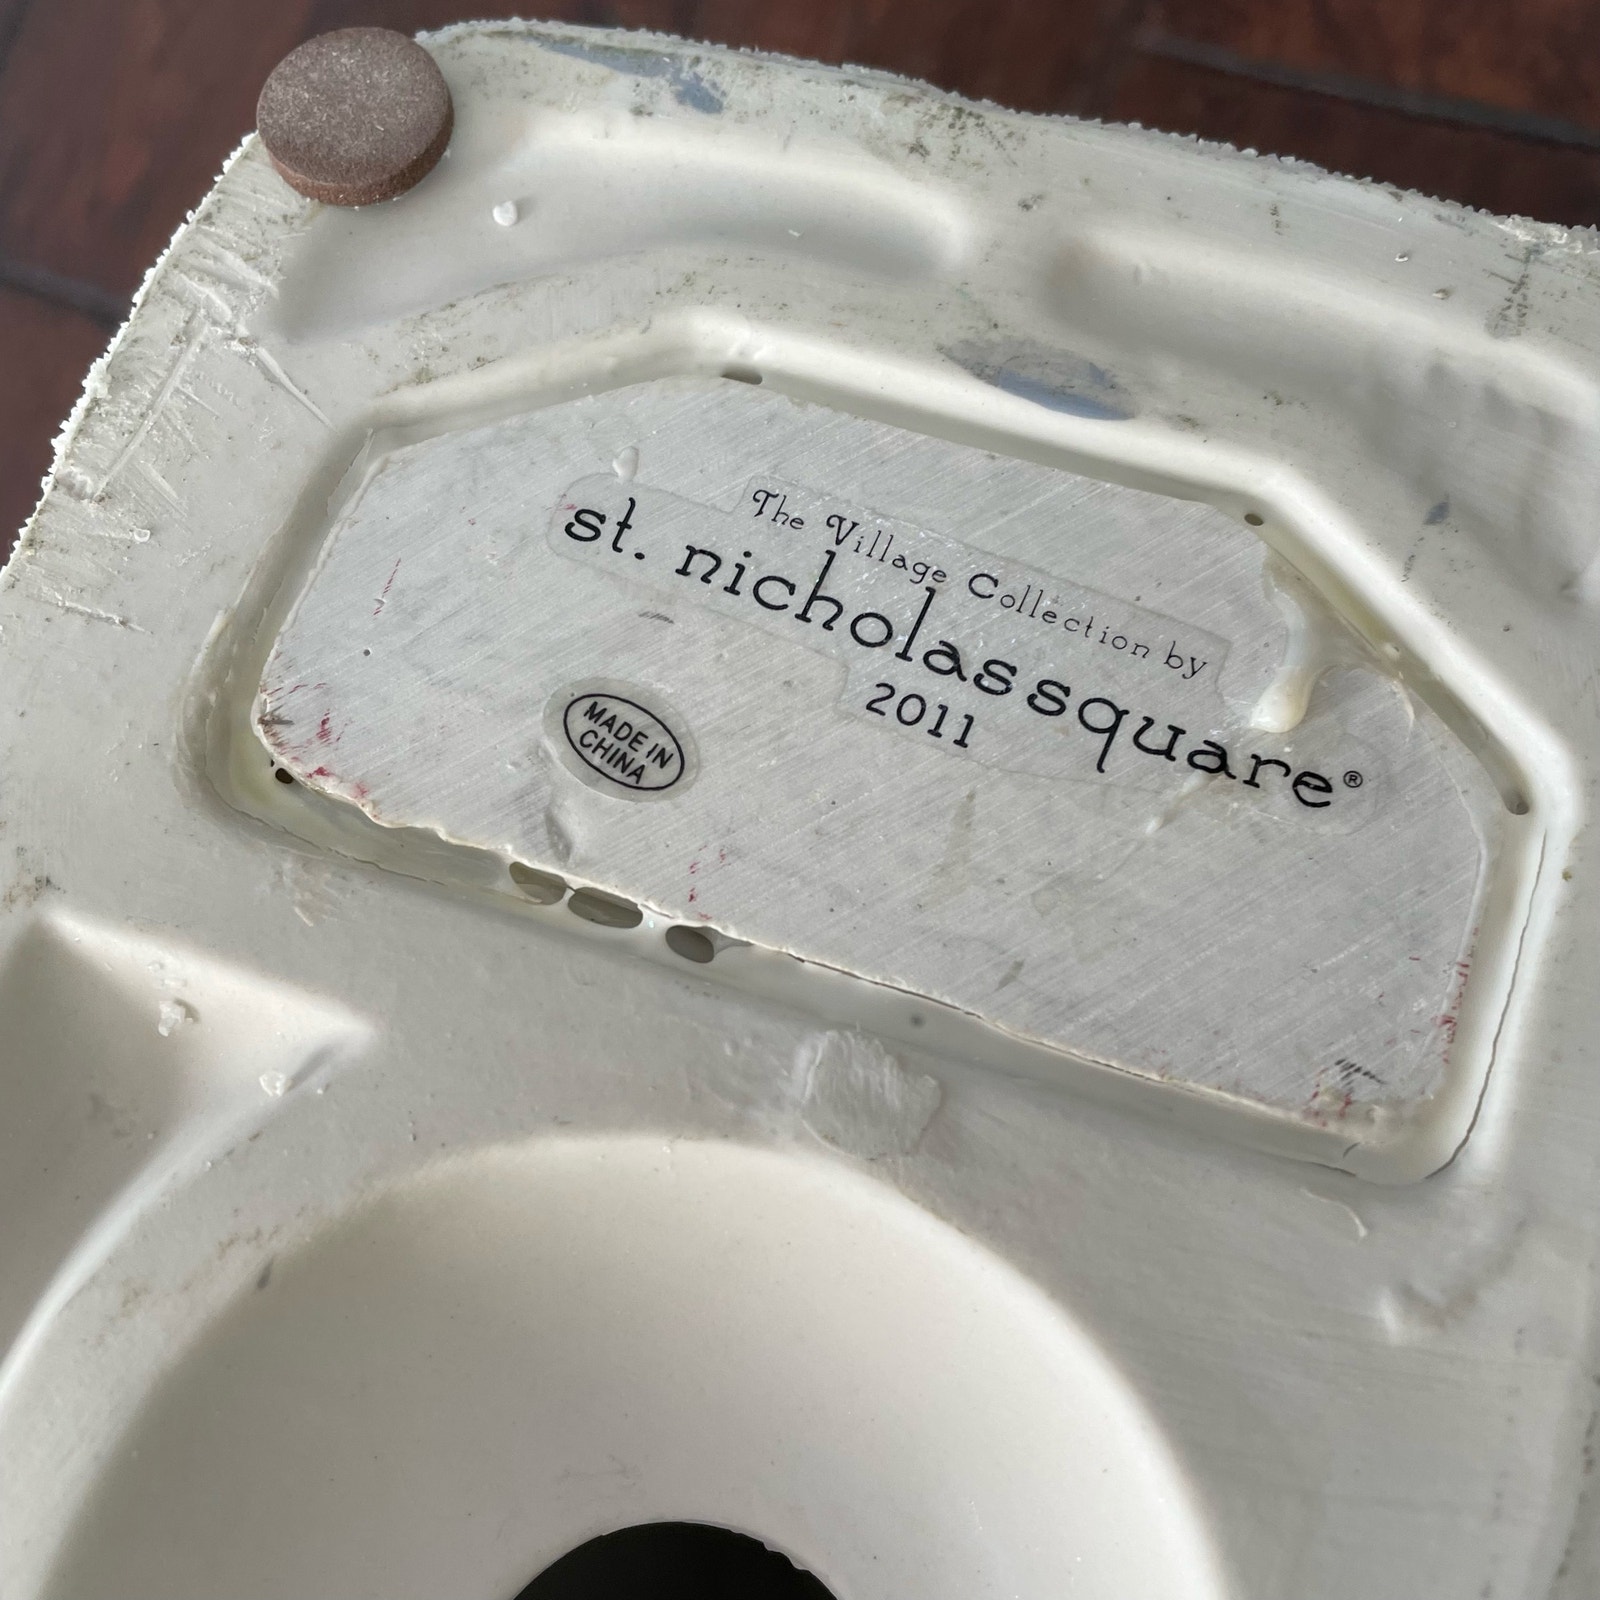 The Village Collection by
st. nicholassquare®
2011
MADE IN
CHINA